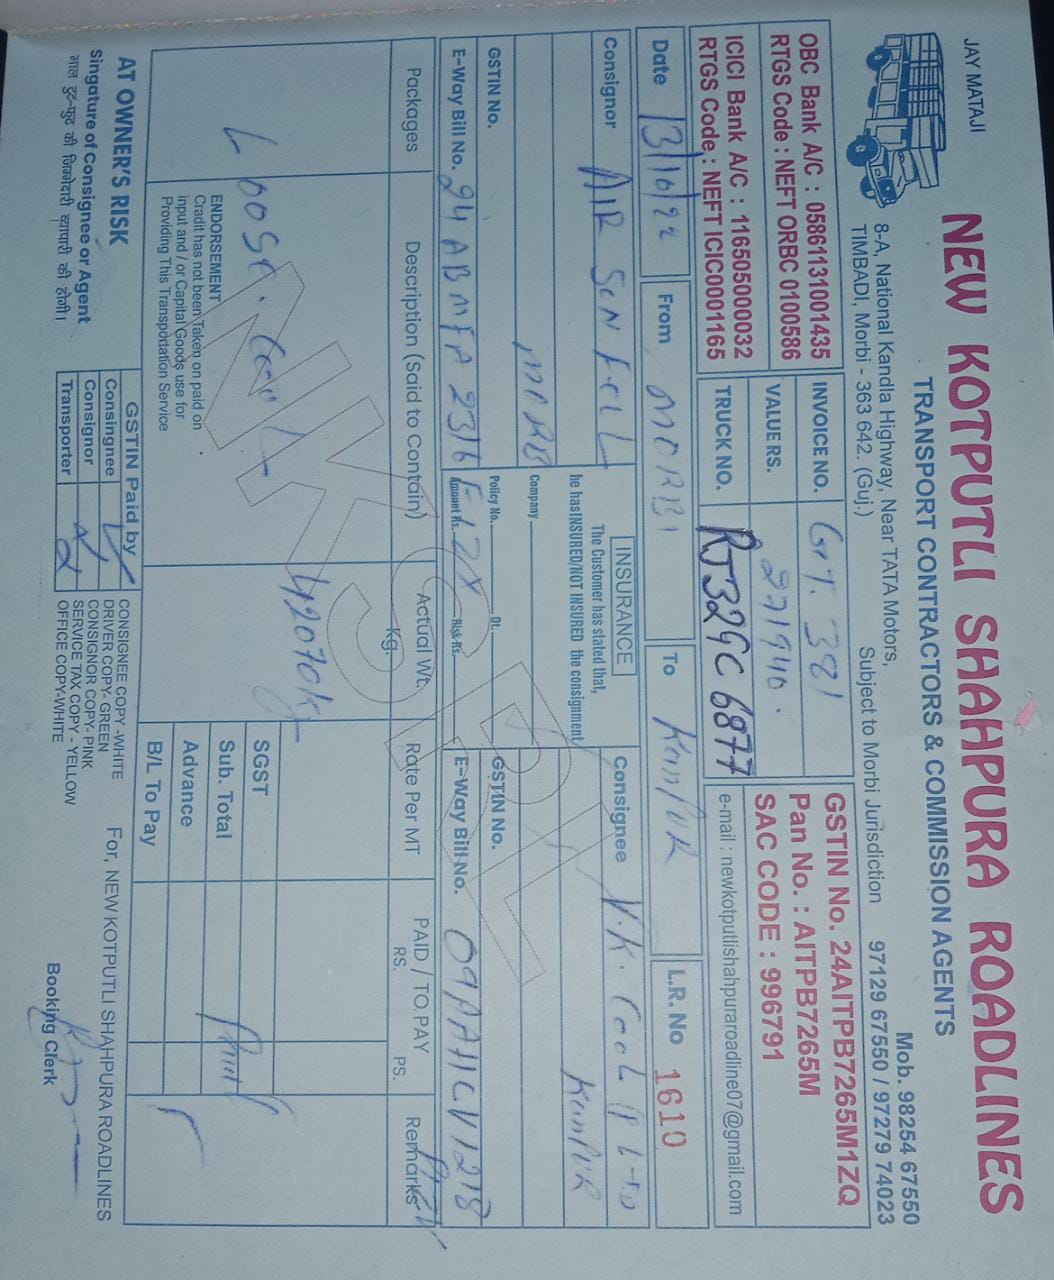 JAY MATAJI
NEW KOTPUTLI SHAHPURA ROADLINES
TRANSPORT CONTRACTORS & COMMISSION AGENTS
8-A, National Kandla Highway, Near TATA Motors,
TIMBADI, Morbi - 363 642. (Guj.)
Subject to Morbi Jurisdiction
Mob. 98254 67550
97129 67550 / 97279 74023
OBC Bank A/C : 05861131001435
RTGS Code : NEFT ORBC 0100586
ICICI Bank A/C : 116505000032
RTGS Code : NEFT ICIC0001165
INVOICE NO. GT. 381
VALUE RS. 271940.
TRUCK NO. RJ32GC 6877
GSTIN No. 24AITPB7265M1ZQ
Pan No. : AITPB7265M
SAC CODE : 996791
e-mail : newkotputlishahpuraroadline07@gmail.com
Date 13/10/22 From MORBI To KANPUR L.R. No 1610
Consignor AIR SUN
MORB
GSTIN No.
E-Way Bill No. 24 ABMFA 2316 F1ZX
INSURANCE
The Customer has stated that,
he has INSURED/NOT INSURED the consignment
Company
Policy No. Dt.
Amount Rs. Risk Rs.
Consignee V.K. Cool P LTD
KANPUR
GSTIN No.
E-Way Bill No. 09AAHCV1218
Packages Description (Said to Contain) Actual Wt. Kg. Rate Per MT PAID / TO PAY RS. PS. Remarks
Loose. Cool 42070kg
SGST
Sub. Total
Advance
B/L To Pay
ENDORSEMENT
Cradit has not been Taken on paid on
input and / or Capital Goods use for
Providing This Transpotation Service
NKSRL
AT OWNER'S RISK
Singature of Consignee or Agent
माल टुट-फुट की जिम्मेदारी व्यापारी की होगी।
GSTIN Paid by
Consingnee
Consignor
Transporter
CONSIGNEE COPY -WHITE
DRIVER COPY- GREEN
CONSIGNOR COPY- PINK
SERVICE TAX COPY - YELLOW
OFFICE COPY-WHITE
For, NEW KOTPUTLI SHAHPURA ROADLINES
Booking Clerk